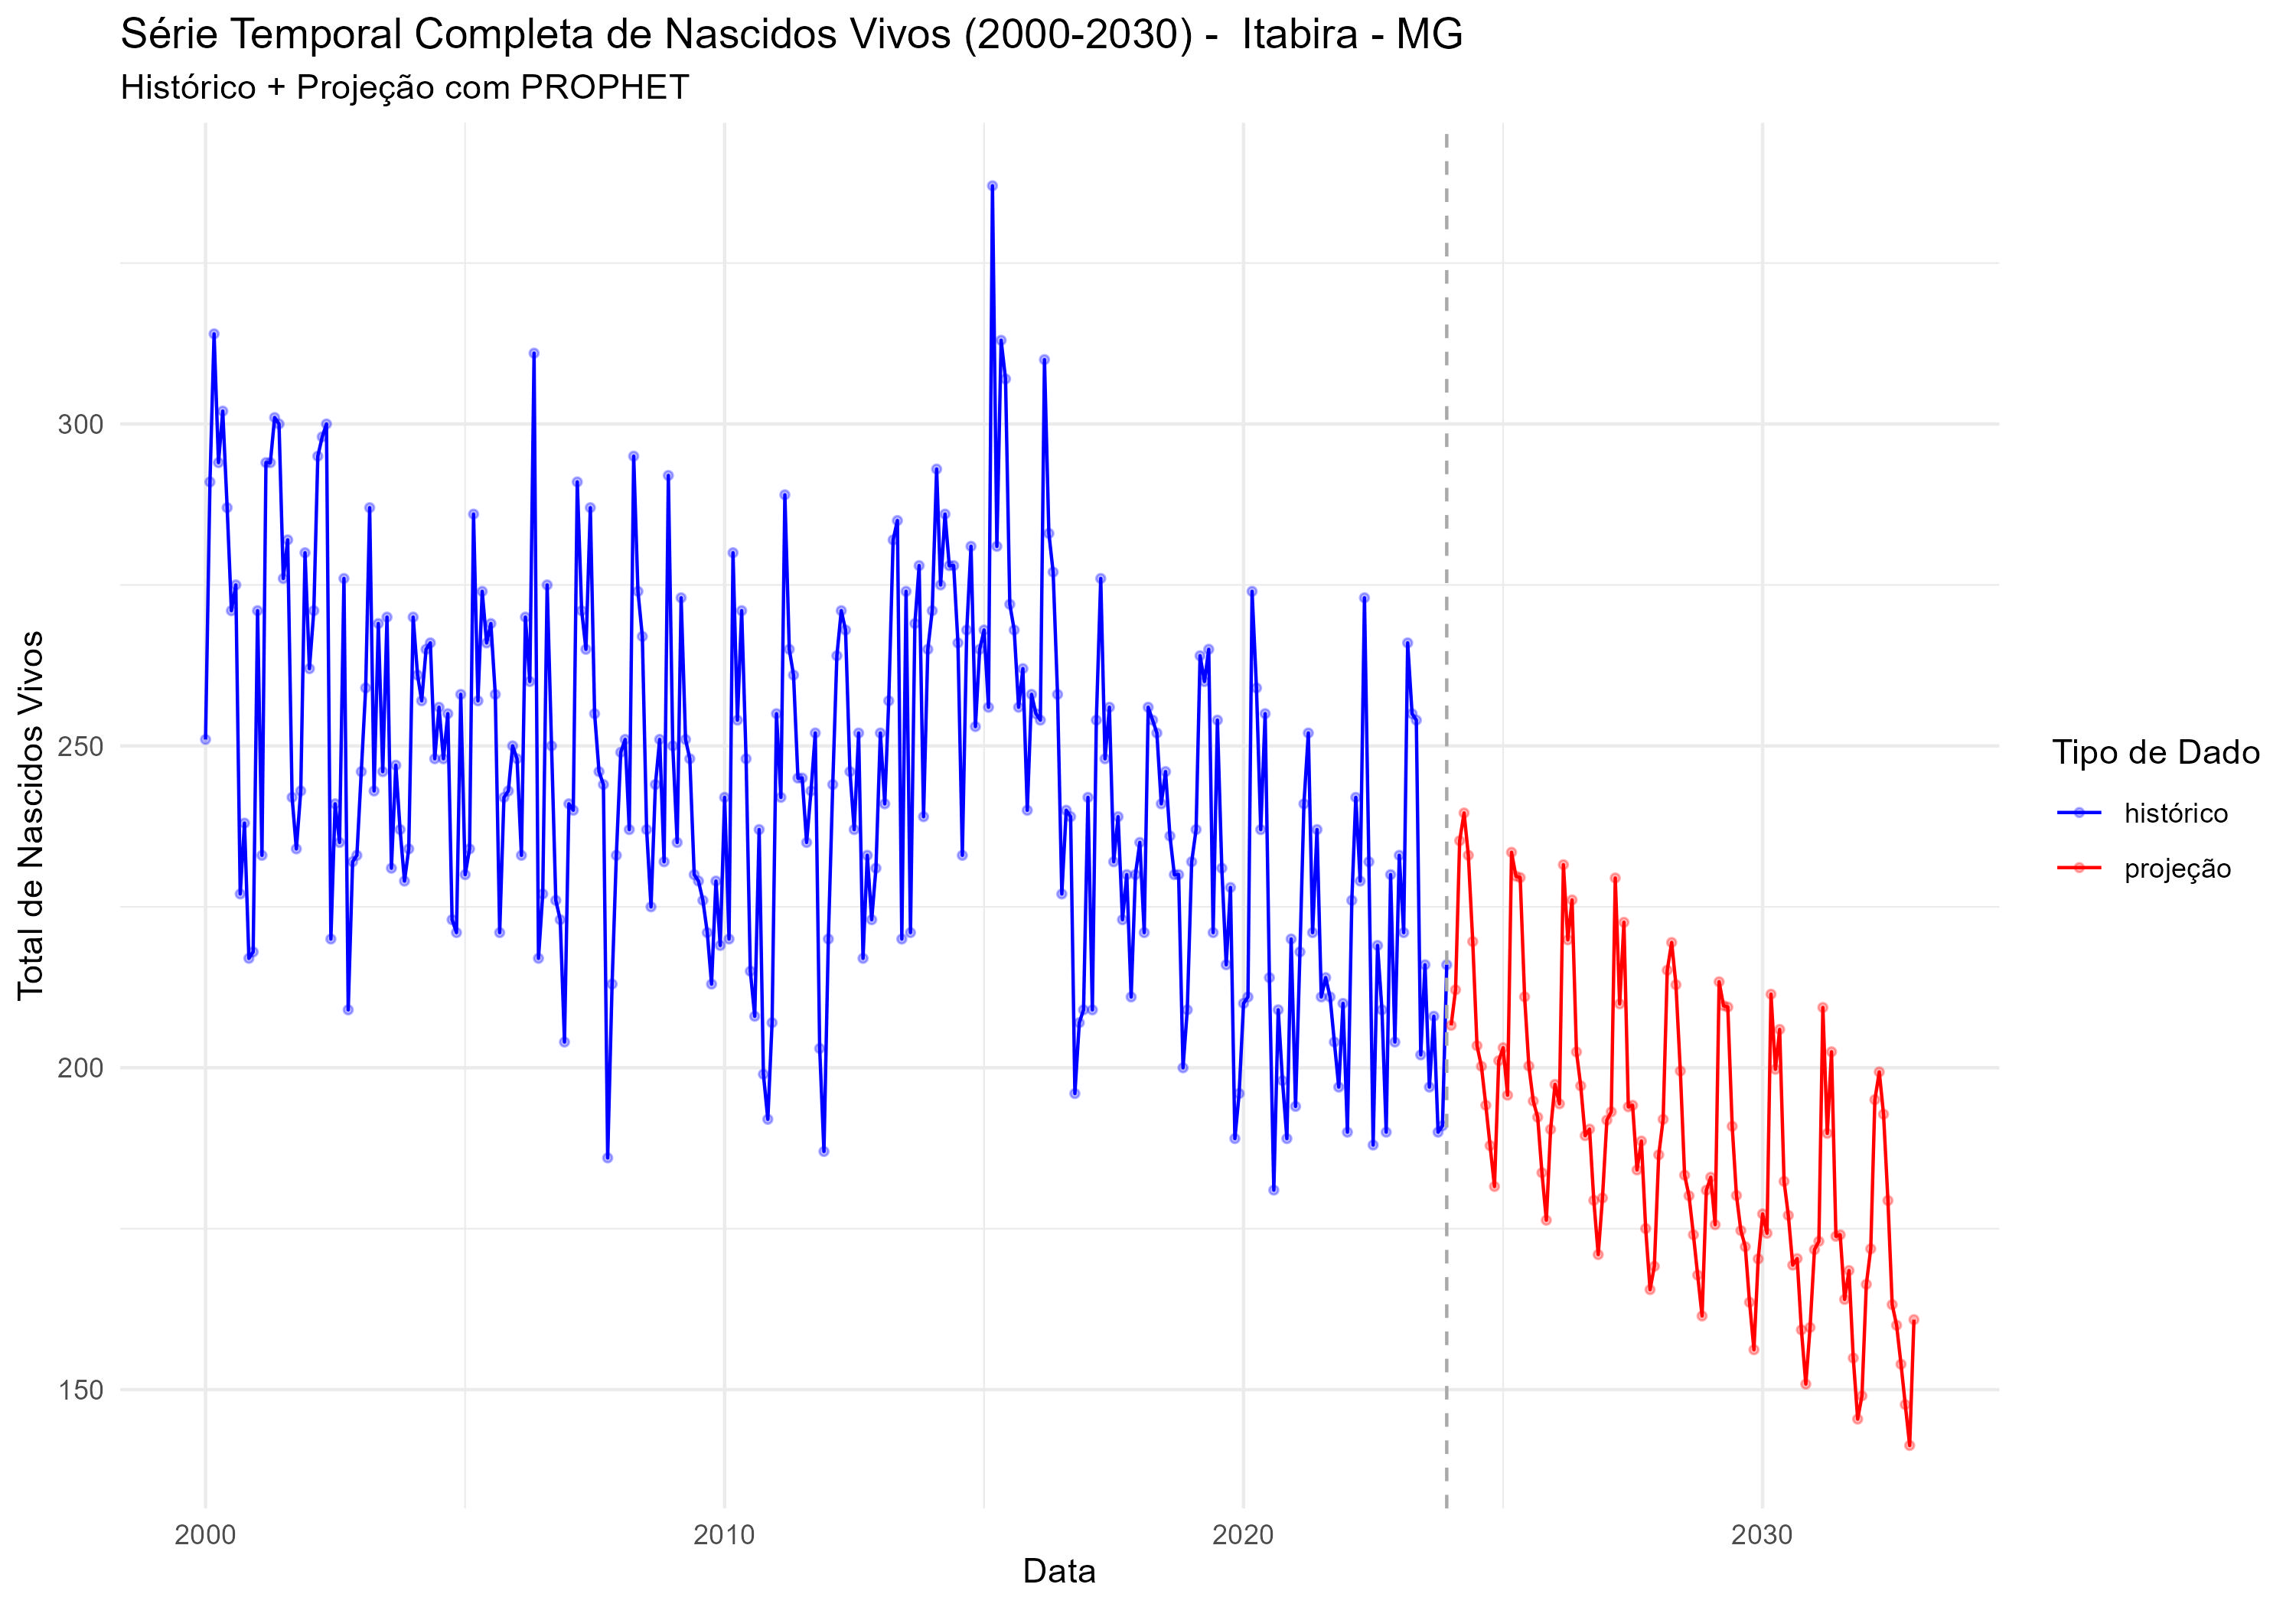 Série Temporal Completa de Nascidos Vivos (2000-2030) -  Itabira - MG
Histórico + Projeção com PROPHET
Total de Nascidos Vivos
300
250
200
150
2000
2010
2020
2030
Data
Tipo de Dado
histórico
projeção